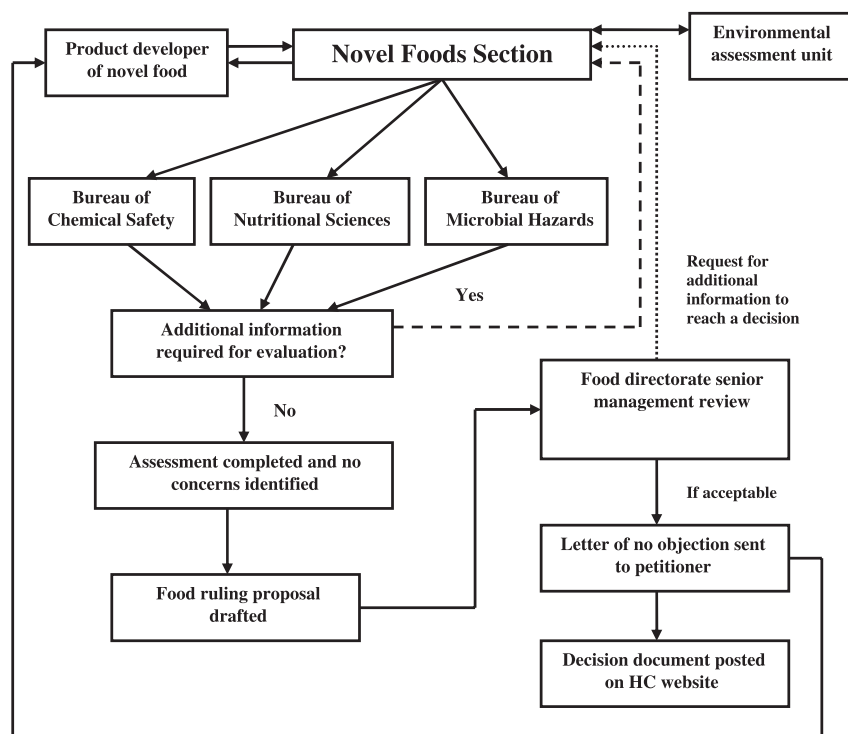 Product developer
of novel food
Novel Foods Section
Environmental
assessment unit
Bureau of
Chemical Safety
Bureau of
Nutritional Sciences
Bureau of
Microbial Hazards
Request for
additional
information to
reach a decision
Yes
Additional information
required for evaluation?
No
Food directorate senior
management review
Assessment completed and no
concerns identified
If acceptable
Letter of no objection sent
to petitioner
Food ruling proposal
drafted
Decision document posted
on HC website